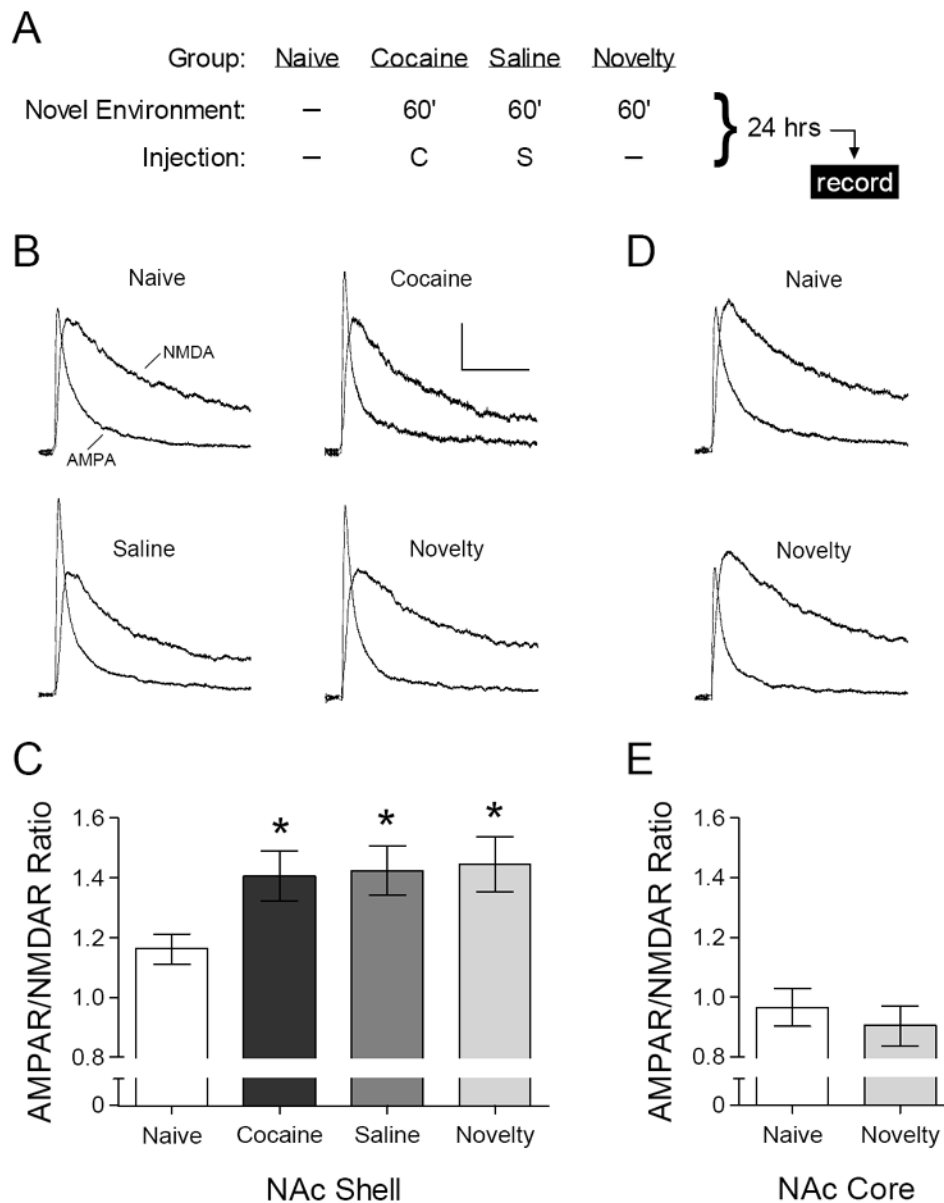 A
Group: Naive Cocaine Saline Novelty
Novel Environment: – 60' 60' 60'
Injection: – C S –
} 24 hrs
record
B
Naive
NMDA
AMPA
Cocaine
Saline
Novelty
D
Naive
Novelty
C
AMPAR/NMDAR Ratio
1.6
1.4
1.2
1.0
0.8
0
* * *
Naive Cocaine Saline Novelty
NAc Shell
E
AMPAR/NMDAR Ratio
1.6
1.4
1.2
1.0
0.8
0
Naive Novelty
NAc Core